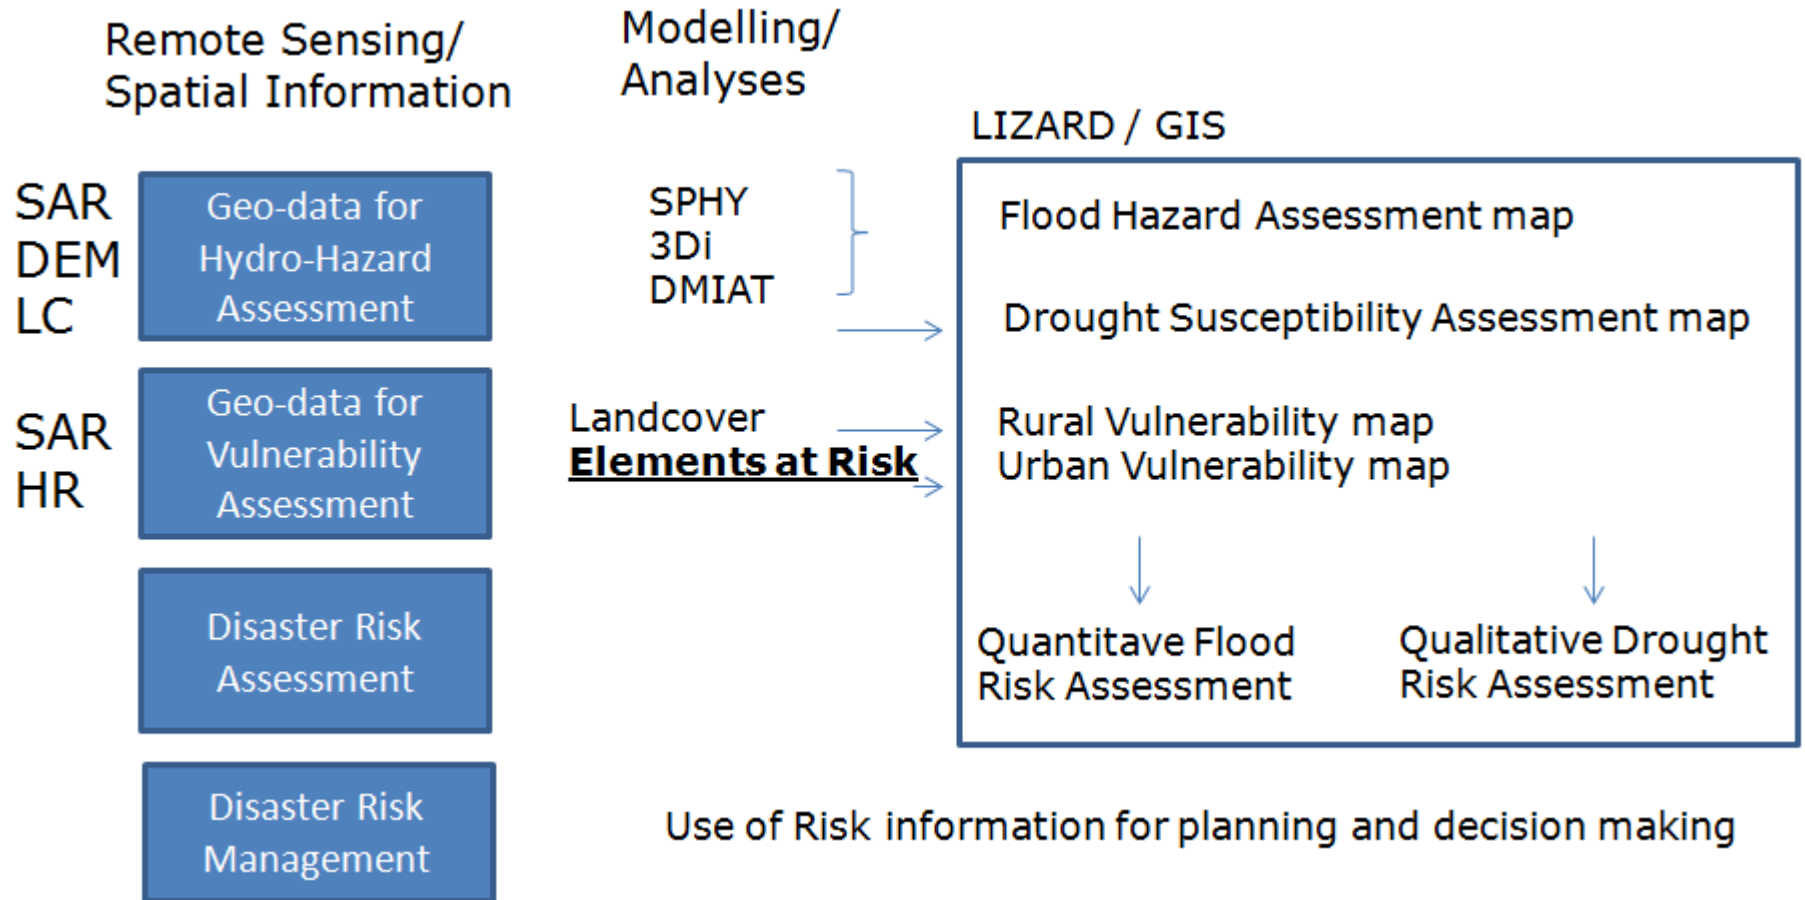 Remote Sensing/
Spatial Information
Modelling/
Analyses
LIZARD / GIS
SAR
DEM
LC
Geo-data for
Hydro-Hazard
Assessment
SPHY
3Di
DMIAT
Flood Hazard Assessment map
Drought Susceptibility Assessment map
SAR
HR
Geo-data for
Vulnerability
Assessment
Landcover
Elements at Risk
Rural Vulnerability map
Urban Vulnerability map
Disaster Risk
Assessment
Quantitave Flood
Risk Assessment
Qualitative Drought
Risk Assessment
Disaster Risk
Management
Use of Risk information for planning and decision making